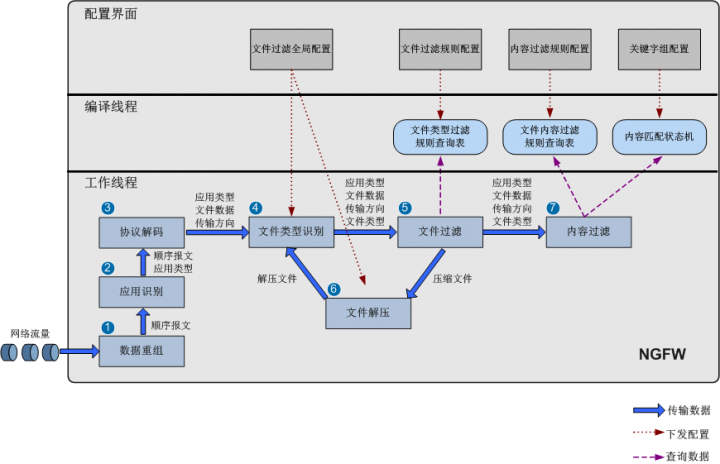 配置界面
文件过滤全局配置
文件过滤规则配置
内容过滤规则配置
关键字组配置
编译线程
文件类型过滤
规则查询表
文件内容过滤
规则查询表
内容匹配状态机
工作线程
3
协议解码
应用类型
文件数据
传输方向
4
文件类型识别
应用类型
文件数据
传输方向
文件类型
5
文件过滤
应用类型
文件数据
传输方向
文件类型
7
内容过滤
顺序报文
应用类型
2
应用识别
解压文件
压缩文件
6
文件解压
顺序报文
1
数据重组
网络流量
NGFW
传输数据
下发配置
查询数据